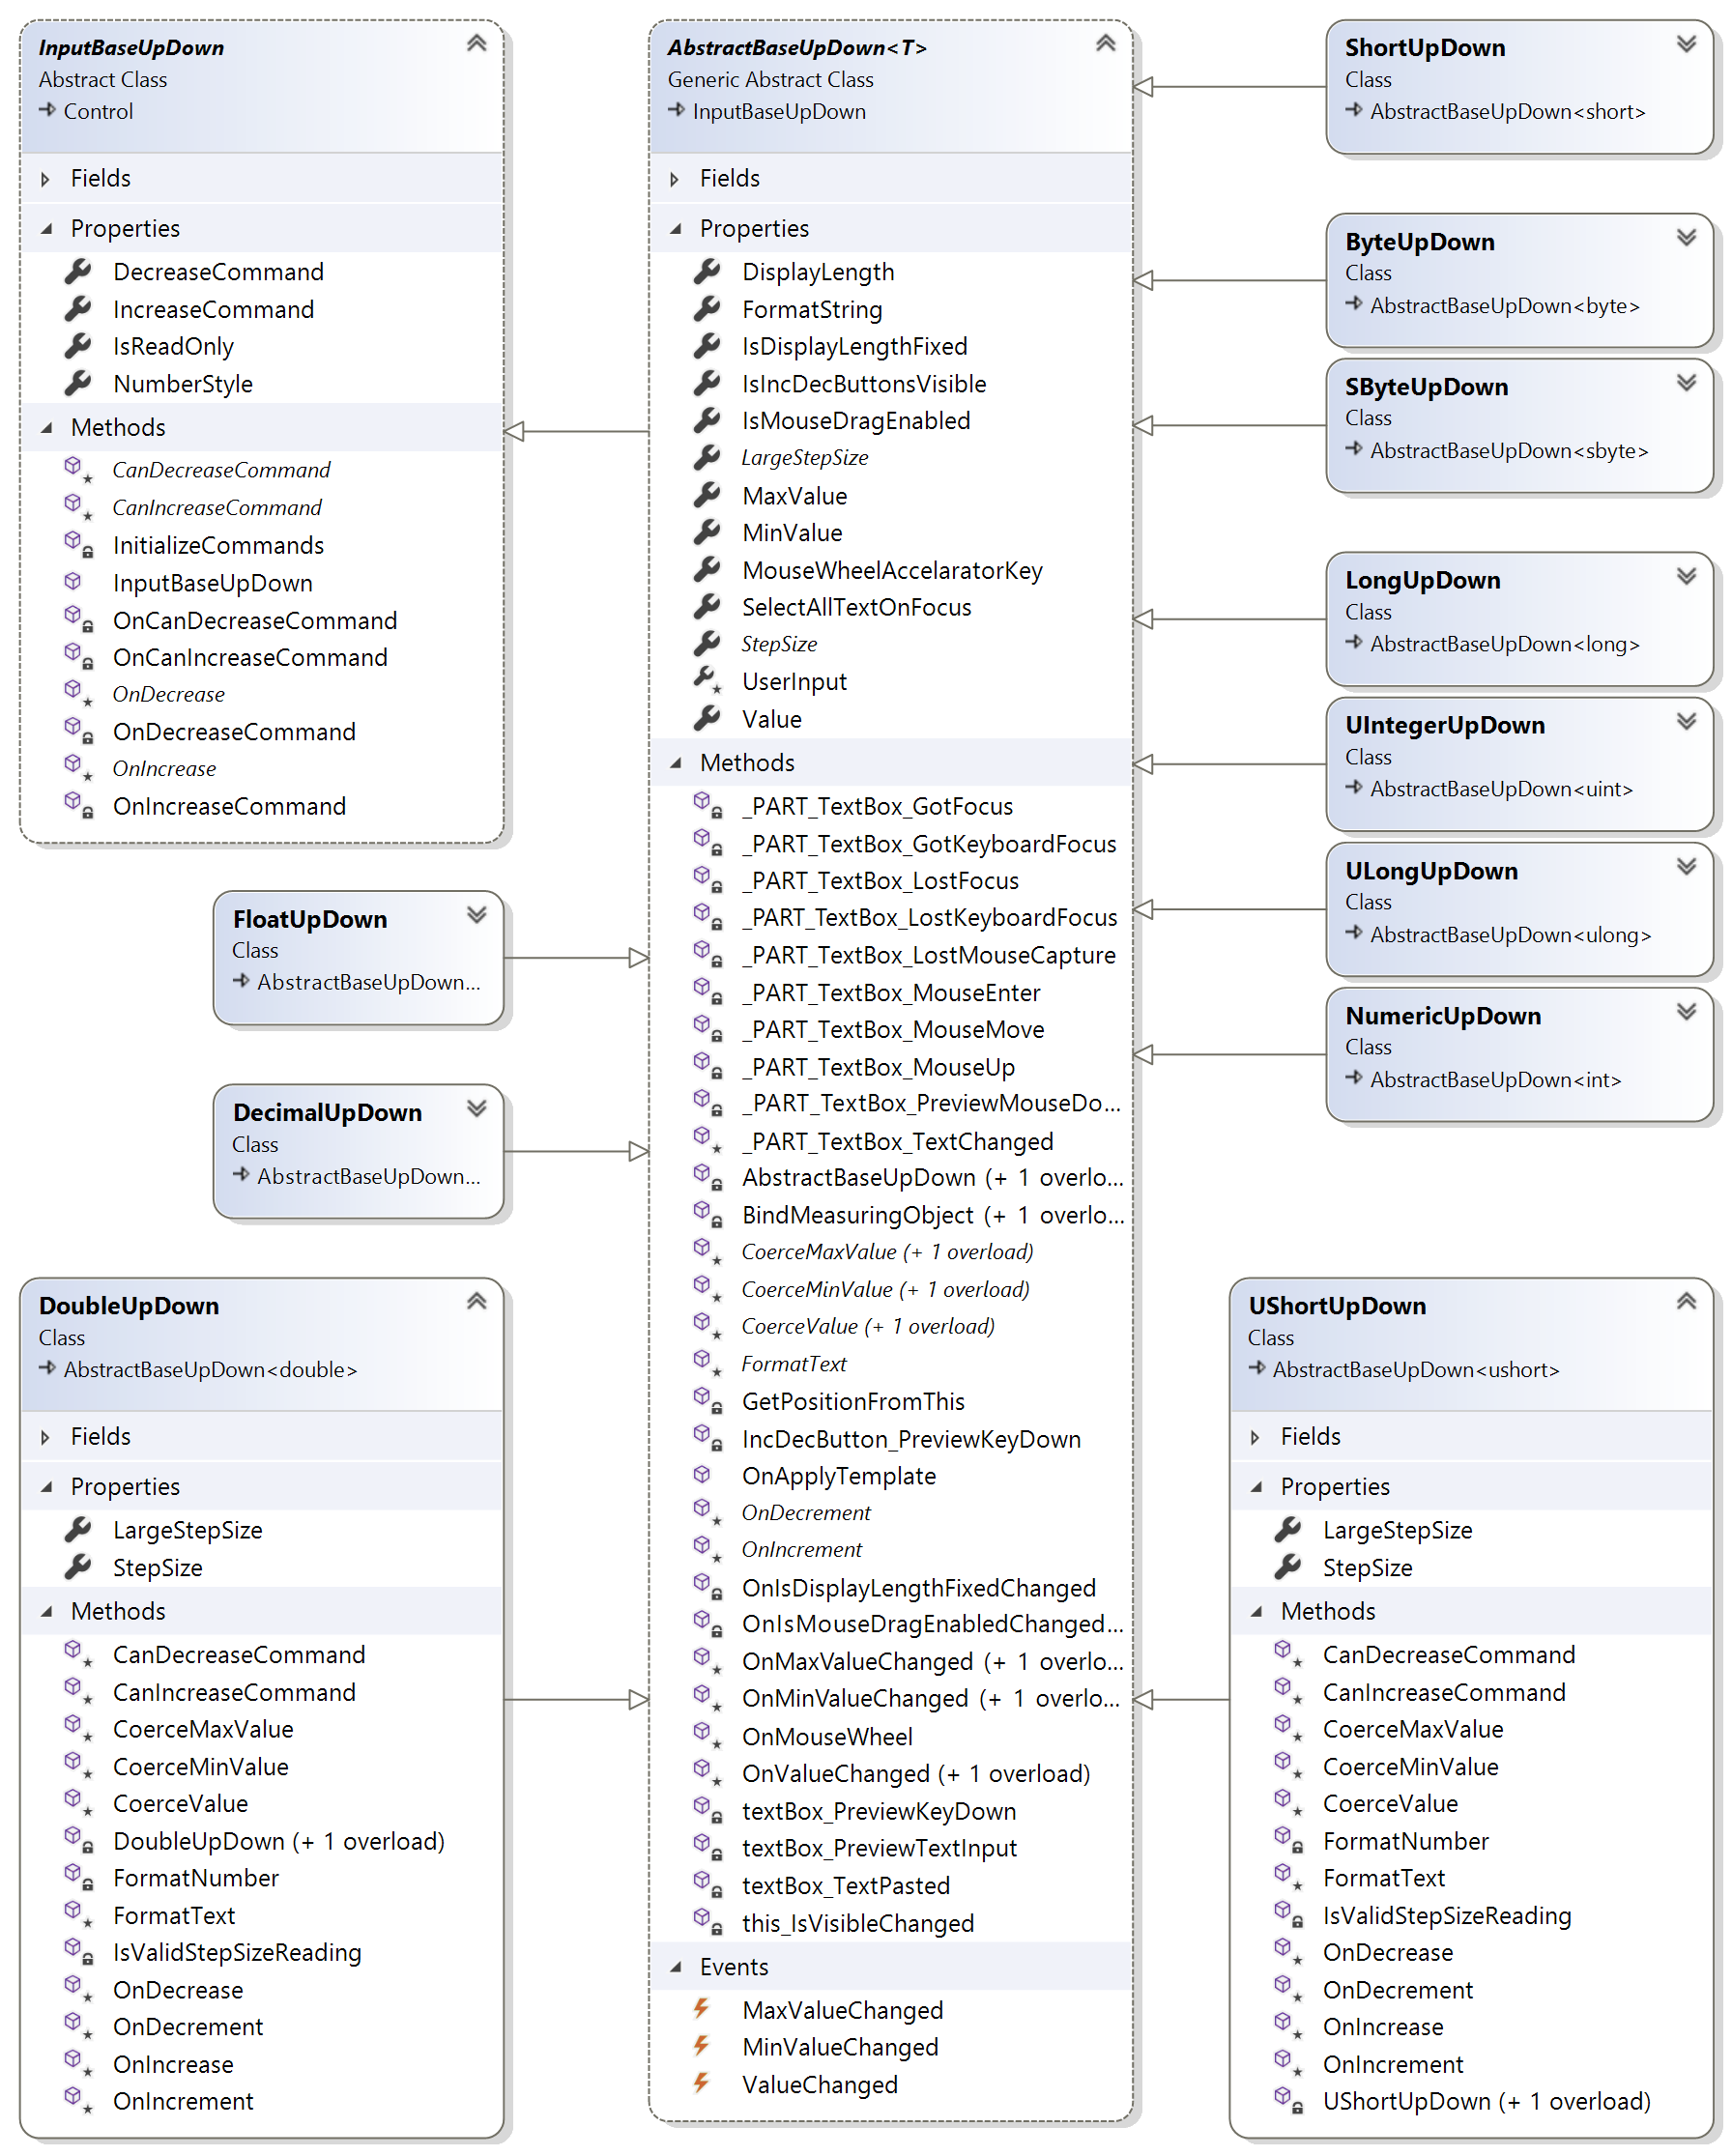 InputBaseUpDown
Abstract Class
Control
Fields
Properties
DecreaseCommand
IncreaseCommand
IsReadOnly
NumberStyle
Methods
CanDecreaseCommand
CanIncreaseCommand
InitializeCommands
InputBaseUpDown
OnCanDecreaseCommand
OnCanIncreaseCommand
OnDecrease
OnDecreaseCommand
OnIncrease
OnIncreaseCommand
FloatUpDown
Class
AbstractBaseUpDown...
DecimalUpDown
Class
AbstractBaseUpDown...
DoubleUpDown
Class
AbstractBaseUpDown<double>
Fields
Properties
LargeStepSize
StepSize
Methods
CanDecreaseCommand
CanIncreaseCommand
CoerceMaxValue
CoerceMinValue
CoerceValue
DoubleUpDown (+ 1 overload)
FormatNumber
FormatText
IsValidStepSizeReading
OnDecrease
OnDecrement
OnIncrease
OnIncrement
AbstractBaseUpDown<T>
Generic Abstract Class
InputBaseUpDown
Fields
Properties
DisplayLength
FormatString
IsDisplayLengthFixed
IsIncDecButtonsVisible
IsMouseDragEnabled
LargeStepSize
MaxValue
MinValue
MouseWheelAccelaratorKey
SelectAllTextOnFocus
StepSize
UserInput
Value
Methods
_PART_TextBox_GotFocus
_PART_TextBox_GotKeyboardFocus
_PART_TextBox_LostFocus
_PART_TextBox_LostKeyboardFocus
_PART_TextBox_LostMouseCapture
_PART_TextBox_MouseEnter
_PART_TextBox_MouseMove
_PART_TextBox_MouseUp
_PART_TextBox_PreviewMouseDo...
_PART_TextBox_TextChanged
AbstractBaseUpDown (+ 1 overlo...
BindMeasuringObject (+ 1 overlo...
CoerceMaxValue (+ 1 overload)
CoerceMinValue (+ 1 overload)
CoerceValue (+ 1 overload)
FormatText
GetPositionFromThis
IncDecButton_PreviewKeyDown
OnApplyTemplate
OnDecrement
OnIncrement
OnIsDisplayLengthFixedChanged
OnIsMouseDragEnabledChanged...
OnMaxValueChanged (+ 1 overlo...
OnMinValueChanged (+ 1 overlo...
OnMouseWheel
OnValueChanged (+ 1 overload)
textBox_PreviewKeyDown
textBox_PreviewTextInput
textBox_TextPasted
this_IsVisibleChanged
Events
MaxValueChanged
MinValueChanged
ValueChanged
ShortUpDown
Class
AbstractBaseUpDown<short>
ByteUpDown
Class
AbstractBaseUpDown<byte>
SByteUpDown
Class
AbstractBaseUpDown<sbyte>
LongUpDown
Class
AbstractBaseUpDown<long>
UIntegerUpDown
Class
AbstractBaseUpDown<uint>
ULongUpDown
Class
AbstractBaseUpDown<ulong>
NumericUpDown
Class
AbstractBaseUpDown<int>
UShortUpDown
Class
AbstractBaseUpDown<ushort>
Fields
Properties
LargeStepSize
StepSize
Methods
CanDecreaseCommand
CanIncreaseCommand
CoerceMaxValue
CoerceMinValue
CoerceValue
FormatNumber
FormatText
IsValidStepSizeReading
OnDecrease
OnDecrement
OnIncrease
OnIncrement
UShortUpDown (+ 1 overload)